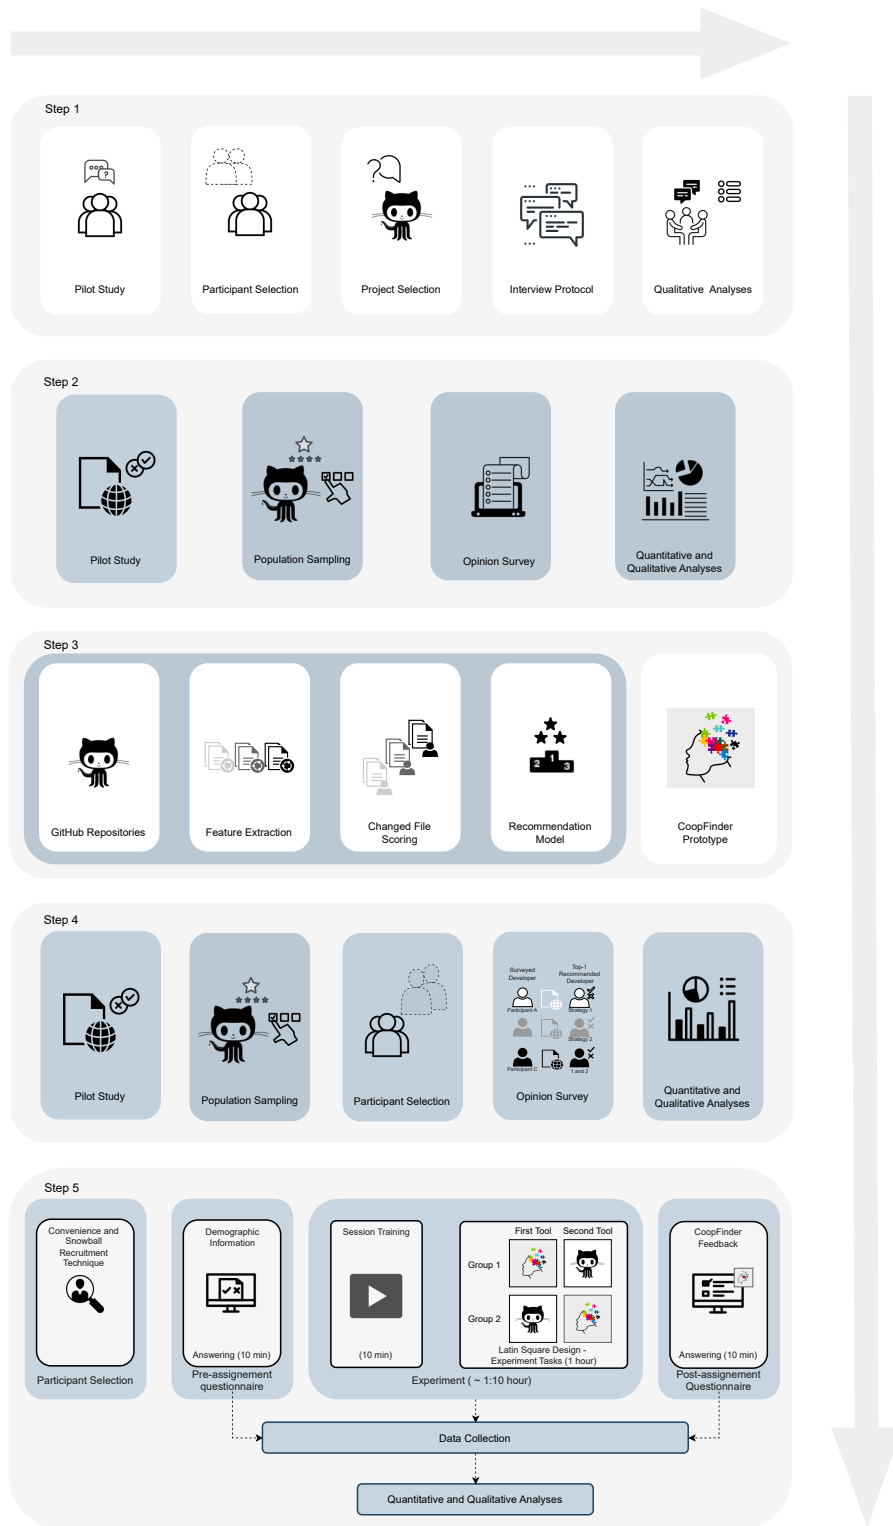 Step 1
Pilot Study
Participant Selection
Project Selection
Interview Protocol
Qualitative Analyses
Step 2
Pilot Study
Population Sampling
Opinion Survey
Quantitative and
Qualitative Analyses
Step 3
GitHub Repositories
Feature Extraction
Changed File
Scoring
2 1 3
Recommendation
Model
CoopFinder
Prototype
Step 4
Pilot Study
Population Sampling
Participant Selection
Surveyed
Developer
Top-1
Recommended
Developer
Participant A
Strategy 1
Strategy 2
Participant C
1 and 2
Opinion Survey
Quantitative and
Qualitative Analyses
Step 5
Convenience and
Snowball
Recruitment
Technique
Participant Selection
Demographic
Information
Answering (10 min)
Pre-assignement
questionnaire
Session Training
(10 min)
First Tool Second Tool
Group 1
Group 2
Latin Square Design -
Experiment Tasks (1 hour)
Experiment ( ~ 1:10 hour)
CoopFinder
Feedback
Answering (10 min)
Post-assignement
Questionnaire
Data Collection
Quantitative and Qualitative Analyses